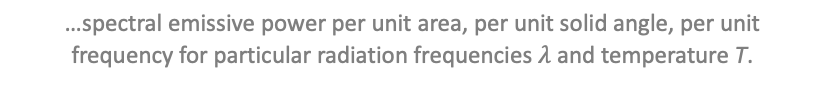 …spectral emissive power per unit area, per unit solid angle, per unit
frequency for particular radiation frequencies λ and temperature T.